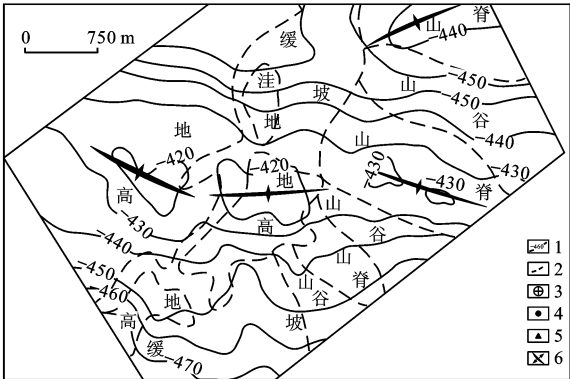 0 750 m
缓 山 脊
−440
洼 坡 山 −450
−450
地 谷
地 山 −440
−420 −420 −430 −430
地 −430 脊
高 高 山
−430 谷
−440 山
−450 地 山 脊
−460 谷
高 坡
缓 −470
−460 1
2
3
4
5
6